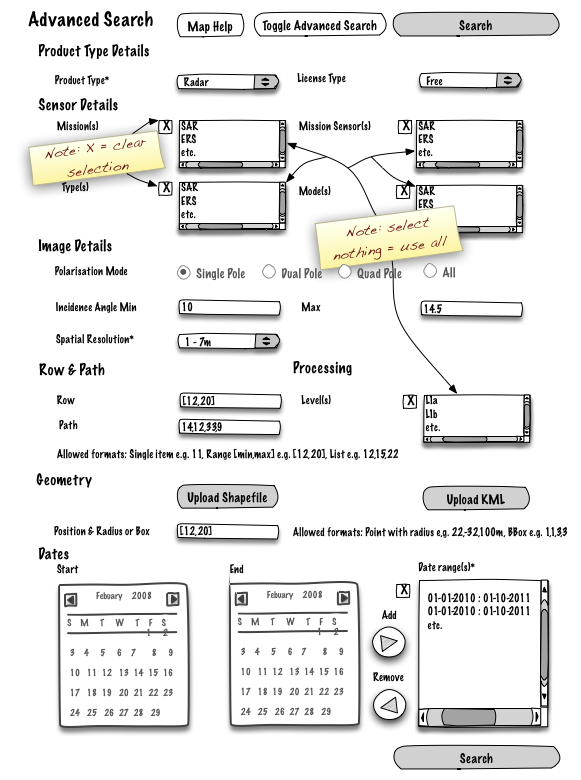 Advanced Search
Map Help
Toggle Advanced Search
Search
Product Type Details
Product Type*
Radar
License Type
Free
Sensor Details
Mission(s)
X
SAR
ERS
etc.
Mission Sensor(s)
X
SAR
ERS
etc.
Note: X = clear
selection
Type(s)
X
SAR
ERS
etc.
Mode(s)
X
SAR
ERS
Note: select
nothing = use all
Image Details
Polarisation Mode
Single Pole
Dual Pole
Quad Pole
All
Incidence Angle Min
10
Max
14.5
Spatial Resolution*
1 - 7m
Row & Path
Processing
Row
[12,20]
Level(s)
X
L1a
L1b
etc.
Path
14,12,33,9
Allowed formats: Single item e.g. 11, Range [min,max] e.g. [12,20], List e.g. 12,15,22
Geometry
Upload Shapefile
Upload KML
Position & Radius or Box
[12,20]
Allowed formats: Point with radius e,g. 22,-32,100m, BBox e.g. 1,1,3,3
Dates
Start
End
Date range(s)*
Febuary 2008
S M T W T F S
1 2
3 4 5 6 7 8 9
10 11 12 13 14 15 16
17 18 19 20 21 22 23
24 25 26 27 28 29
Febuary 2008
S M T W T F S
1 2
3 4 5 6 7 8 9
10 11 12 13 14 15 16
17 18 19 20 21 22 23
24 25 26 27 28 29
X
Add
Remove
01-01-2010 : 01-10-2011
01-01-2010 : 01-10-2011
etc.
Search